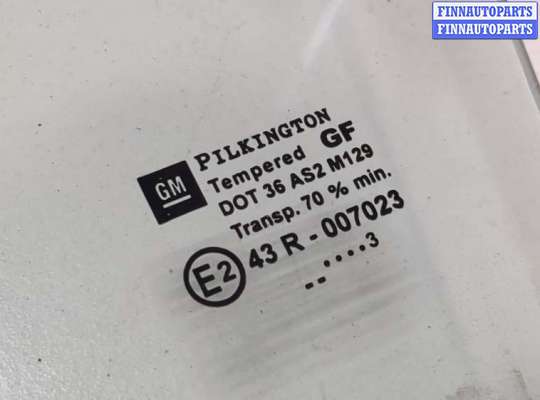 FINNAUTOPARTS
FINNAUTOPARTS
GM
PILKINGTON
Tempered GF
DOT 36 AS2 M129
Transp. 70 % min.
E2 43 R - 007023
--....3